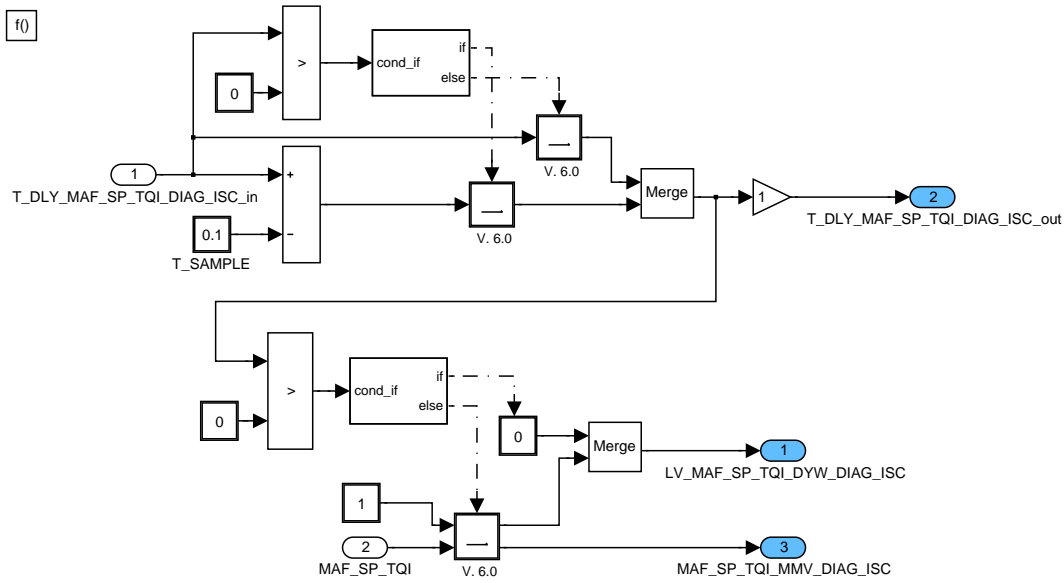 f()
>
0
cond_if
if
else
V. 6.0
1
T_DLY_MAF_SP_TQI_DIAG_ISC_in
+
−
0.1
T_SAMPLE
V. 6.0
Merge
1
2
T_DLY_MAF_SP_TQI_DIAG_ISC_out
>
0
cond_if
if
else
0
Merge
1
LV_MAF_SP_TQI_DYW_DIAG_ISC
1
2
MAF_SP_TQI
V. 6.0
3
MAF_SP_TQI_MMV_DIAG_ISC